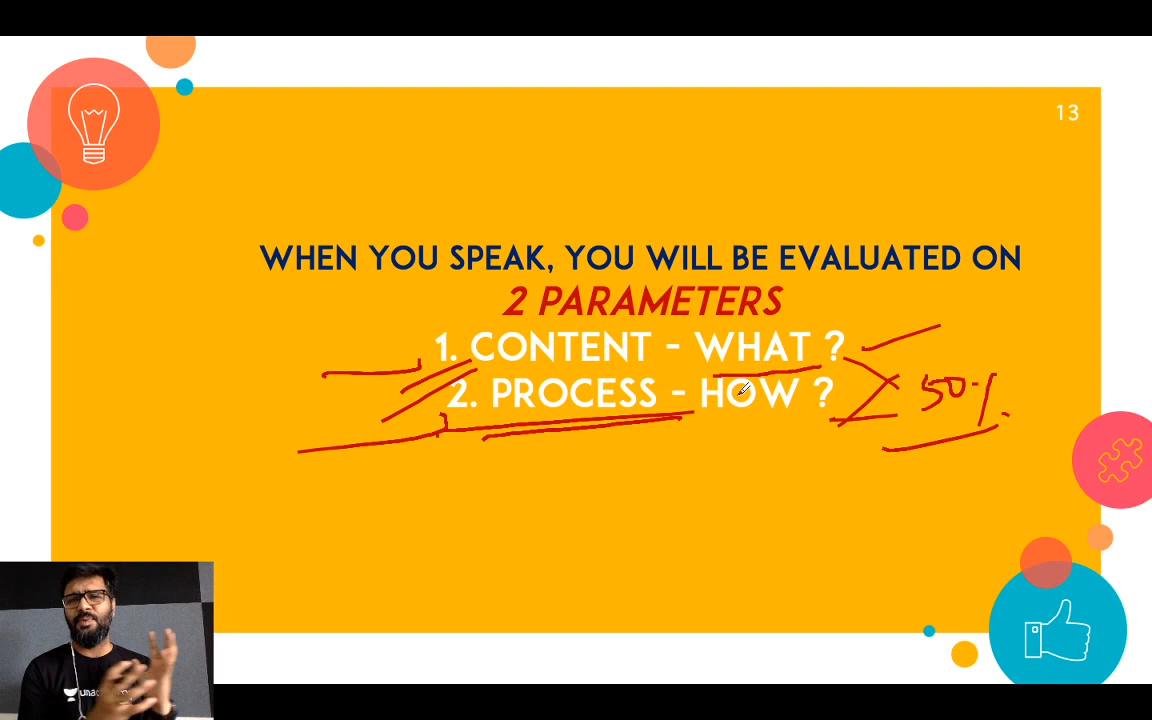 13
WHEN YOU SPEAK, YOU WILL BE EVALUATED ON
2 PARAMETERS
1. CONTENT - WHAT ?
2. PROCESS - HOW ?
50%